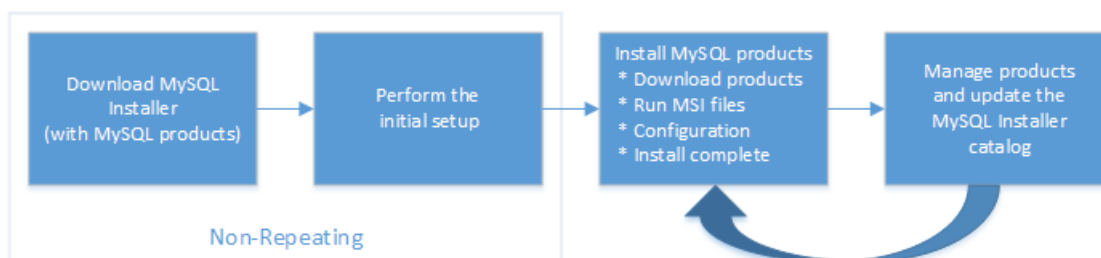 Download MySQL
Installer
(with MySQL products)
Perform the
initial setup
Install MySQL products
* Download products
* Run MSI files
* Configuration
* Install complete
Manage products
and update the
MySQL Installer
catalog
Non-Repeating